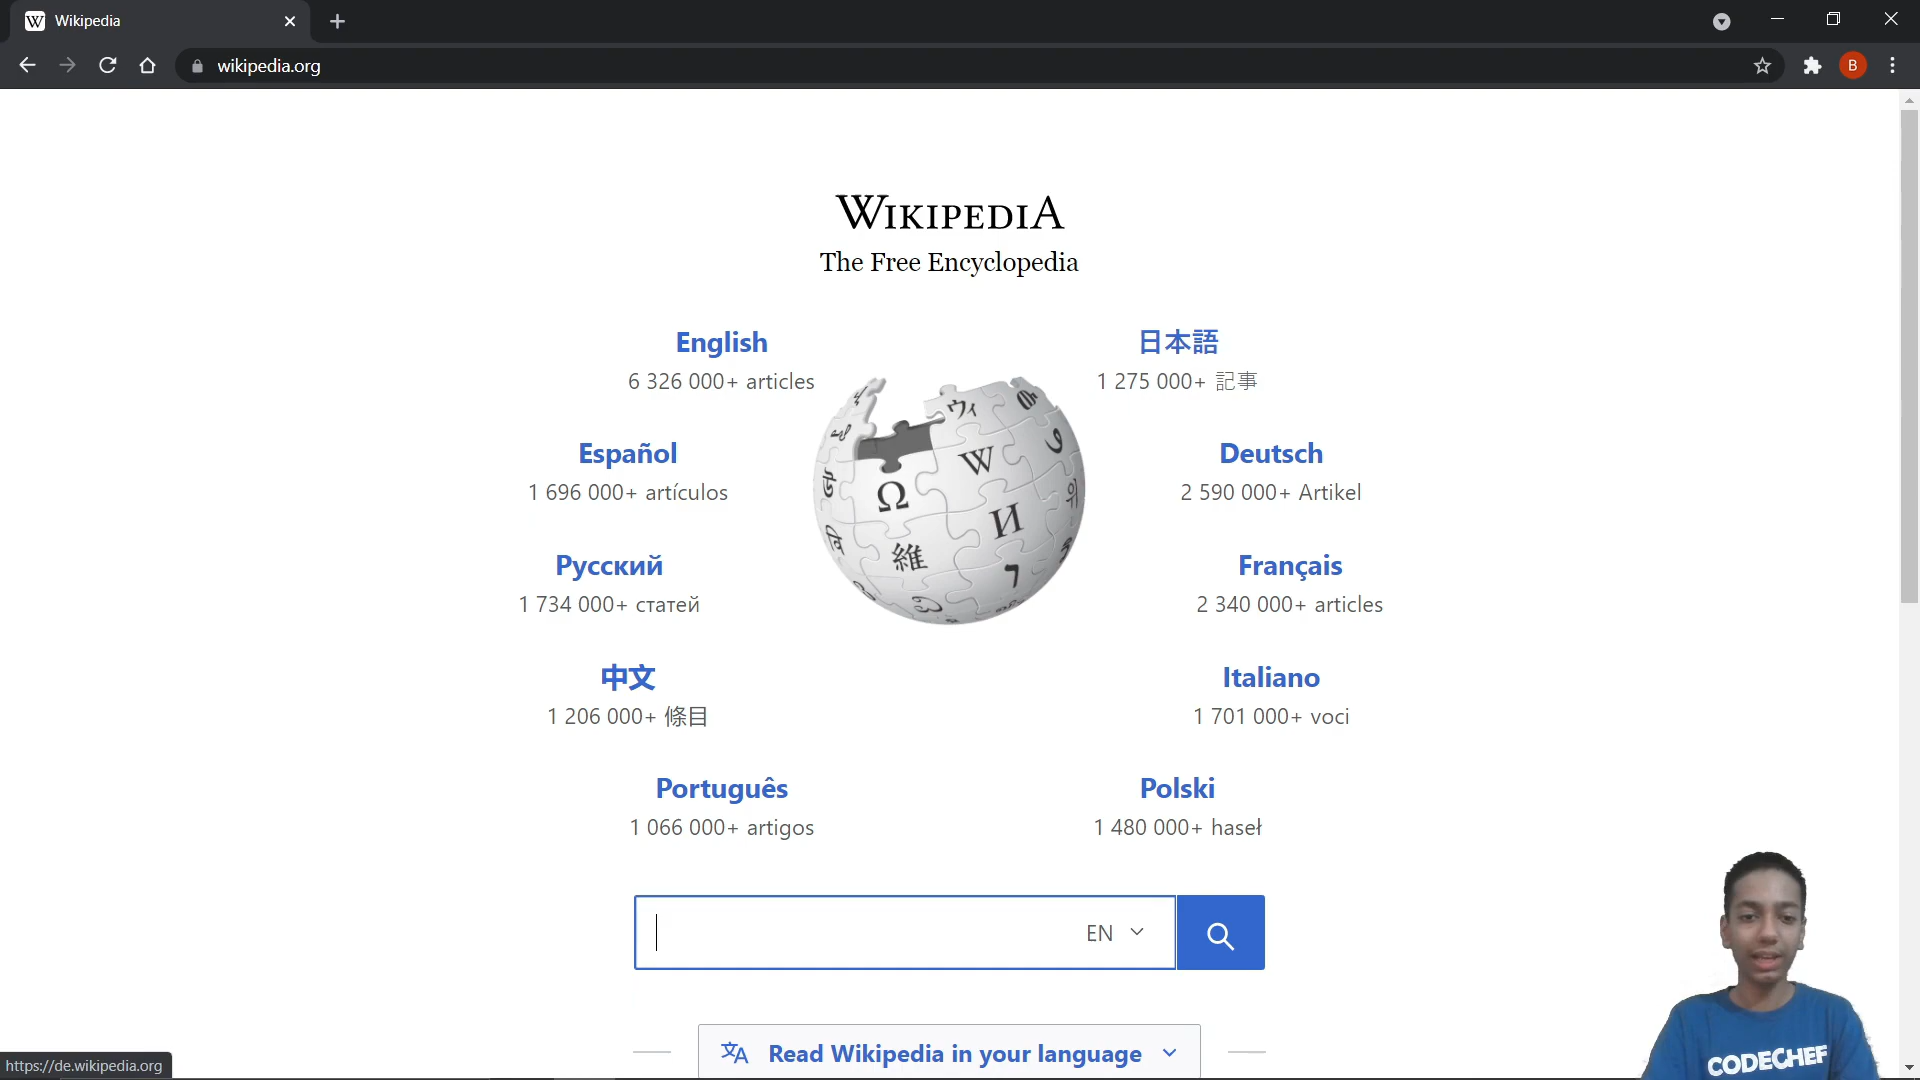 Wikipedia
wikipedia.org
B
WIKIPEDIA
The Free Encyclopedia
English
6 326 000+ articles
日本語
1 275 000+ 記事
Español
1 696 000+ artículos
Deutsch
2 590 000+ Artikel
Русский
1 734 000+ статей
Français
2 340 000+ articles
中文
1 206 000+ 條目
Italiano
1 701 000+ voci
Português
1 066 000+ artigos
Polski
1 480 000+ haseł
Ω
W
И
維
ウィ
EN
Read Wikipedia in your language
https://de.wikipedia.org
CODECHEF